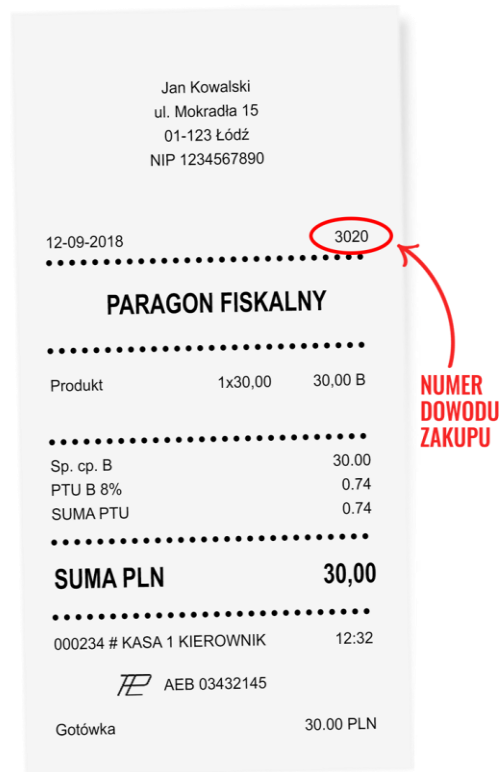 Jan Kowalski
ul. Mokradła 15
01-123 Łódź
NIP 1234567890
12-09-2018 3020
PARAGON FISKALNY
Produkt 1x30,00 30,00 B
Sp. cp. B 30.00
PTU B 8% 0.74
SUMA PTU 0.74
SUMA PLN 30,00
000234 # KASA 1 KIEROWNIK 12:32
AEB 03432145
Gotówka 30.00 PLN
NUMER
DOWODU
ZAKUPU